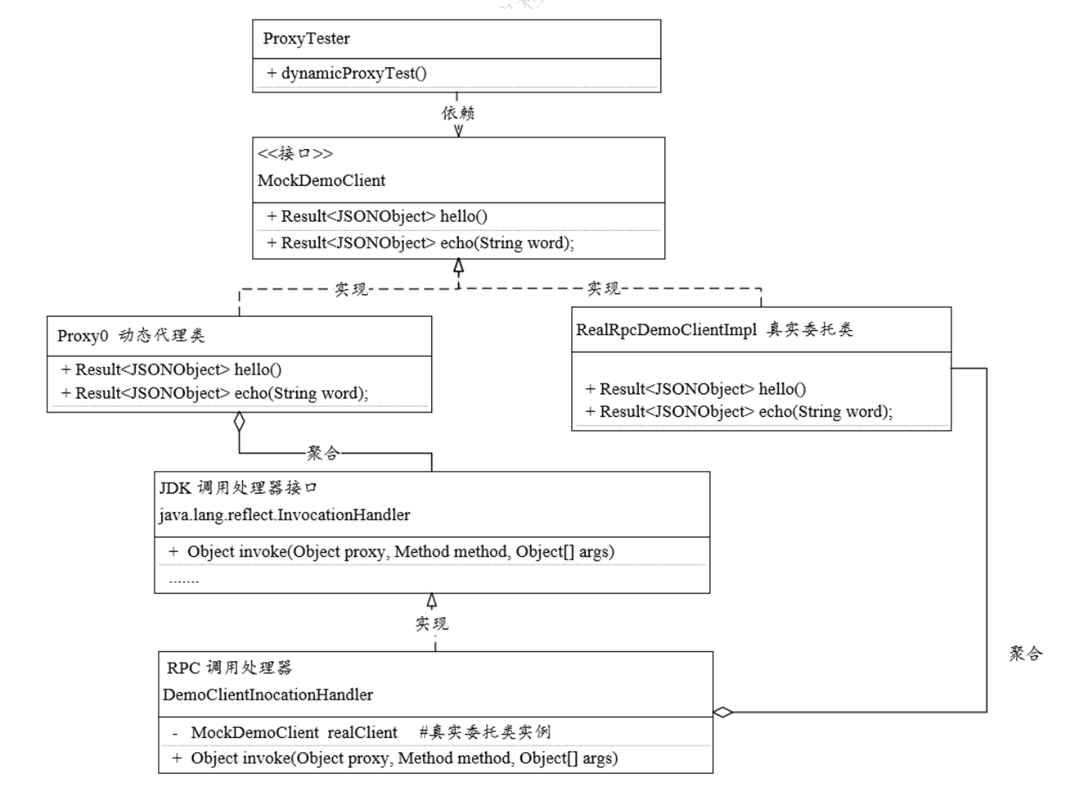 ProxyTester
+ dynamicProxyTest()
依赖
<<接口>>
MockDemoClient
+ Result<JSONObject> hello()
+ Result<JSONObject> echo(String word);
实现
实现
Proxy0 动态代理类
+ Result<JSONObject> hello()
+ Result<JSONObject> echo(String word);
RealRpcDemoClientImpl 真实委托类
+ Result<JSONObject> hello()
+ Result<JSONObject> echo(String word);
聚合
JDK 调用处理器接口
java.lang.reflect.InvocationHandler
+ Object invoke(Object proxy, Method method, Object[] args)
.......
实现
RPC 调用处理器
DemoClientInocationHandler
- MockDemoClient realClient #真实委托类实例
+ Object invoke(Object proxy, Method method, Object[] args)
聚合